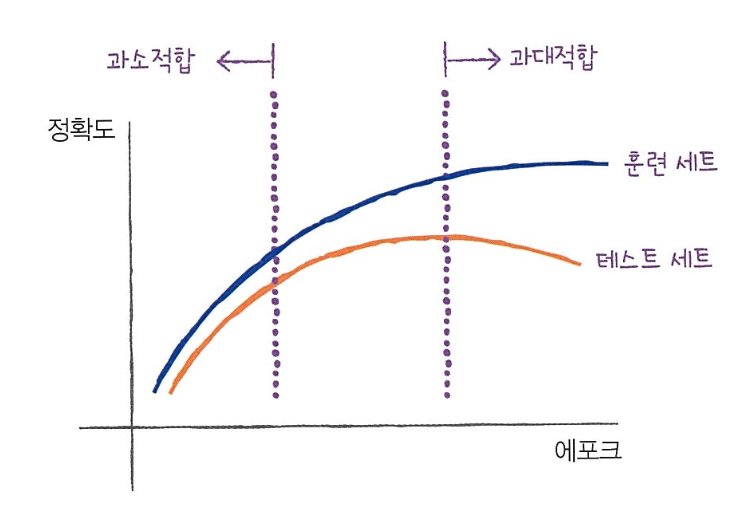 과소적합
과대적합
정확도
훈련 세트
테스트 세트
에포크